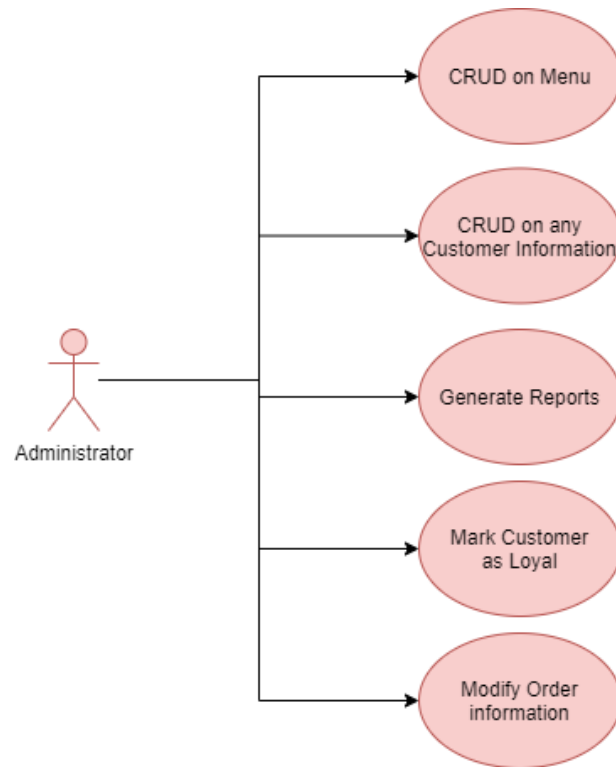 CRUD on Menu
CRUD on any
Customer Information
Administrator
Generate Reports
Mark Customer
as Loyal
Modify Order
information